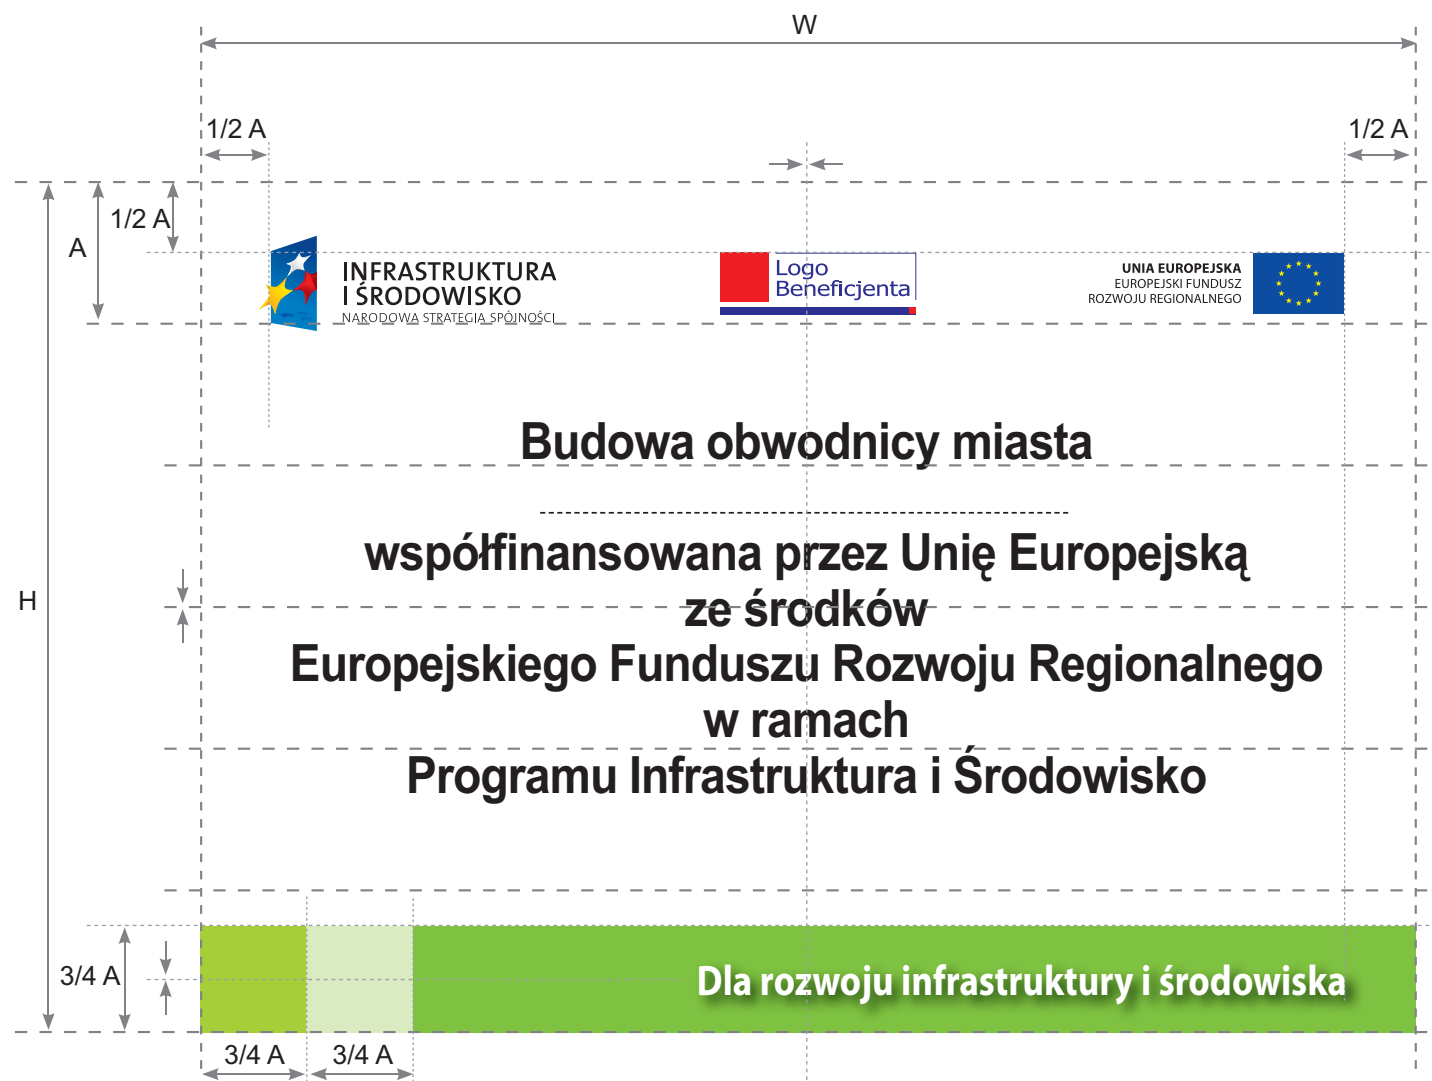 W
1/2 A
1/2 A
1/2 A
A
INFRASTRUKTURA
I ŚRODOWISKO
NARODOWA STRATEGIA SPÓJNOŚCI
Logo
Beneficjenta
UNIA EUROPEJSKA
EUROPEJSKI FUNDUSZ
ROZWOJU REGIONALNEGO
Budowa obwodnicy miasta
współfinansowana przez Unię Europejską
H
ze środków
Europejskiego Funduszu Rozwoju Regionalnego
w ramach
Programu Infrastruktura i Środowisko
3/4 A
Dla rozwoju infrastruktury i środowiska
3/4 A
3/4 A